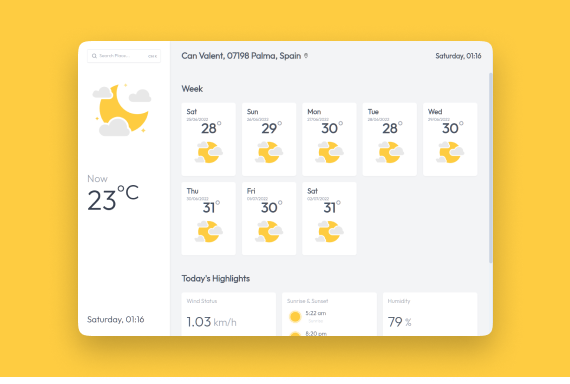 Search Place...
Can Valent, 07198 Palma, Spain
Saturday, 01:16
Now
23°C
Saturday, 01:16
Week
Sat
25/06/2022
28°
Sun
26/06/2022
29°
Mon
27/06/2022
30°
Tue
28/06/2022
28°
Wed
29/06/2022
30°
Thu
30/06/2022
31°
Fri
01/07/2022
30°
Sat
02/07/2022
31°
Today's Highlights
Wind Status
1.03 km/h
Sunrise & Sunset
5:22 am
8:20 pm
Humidity
79 %